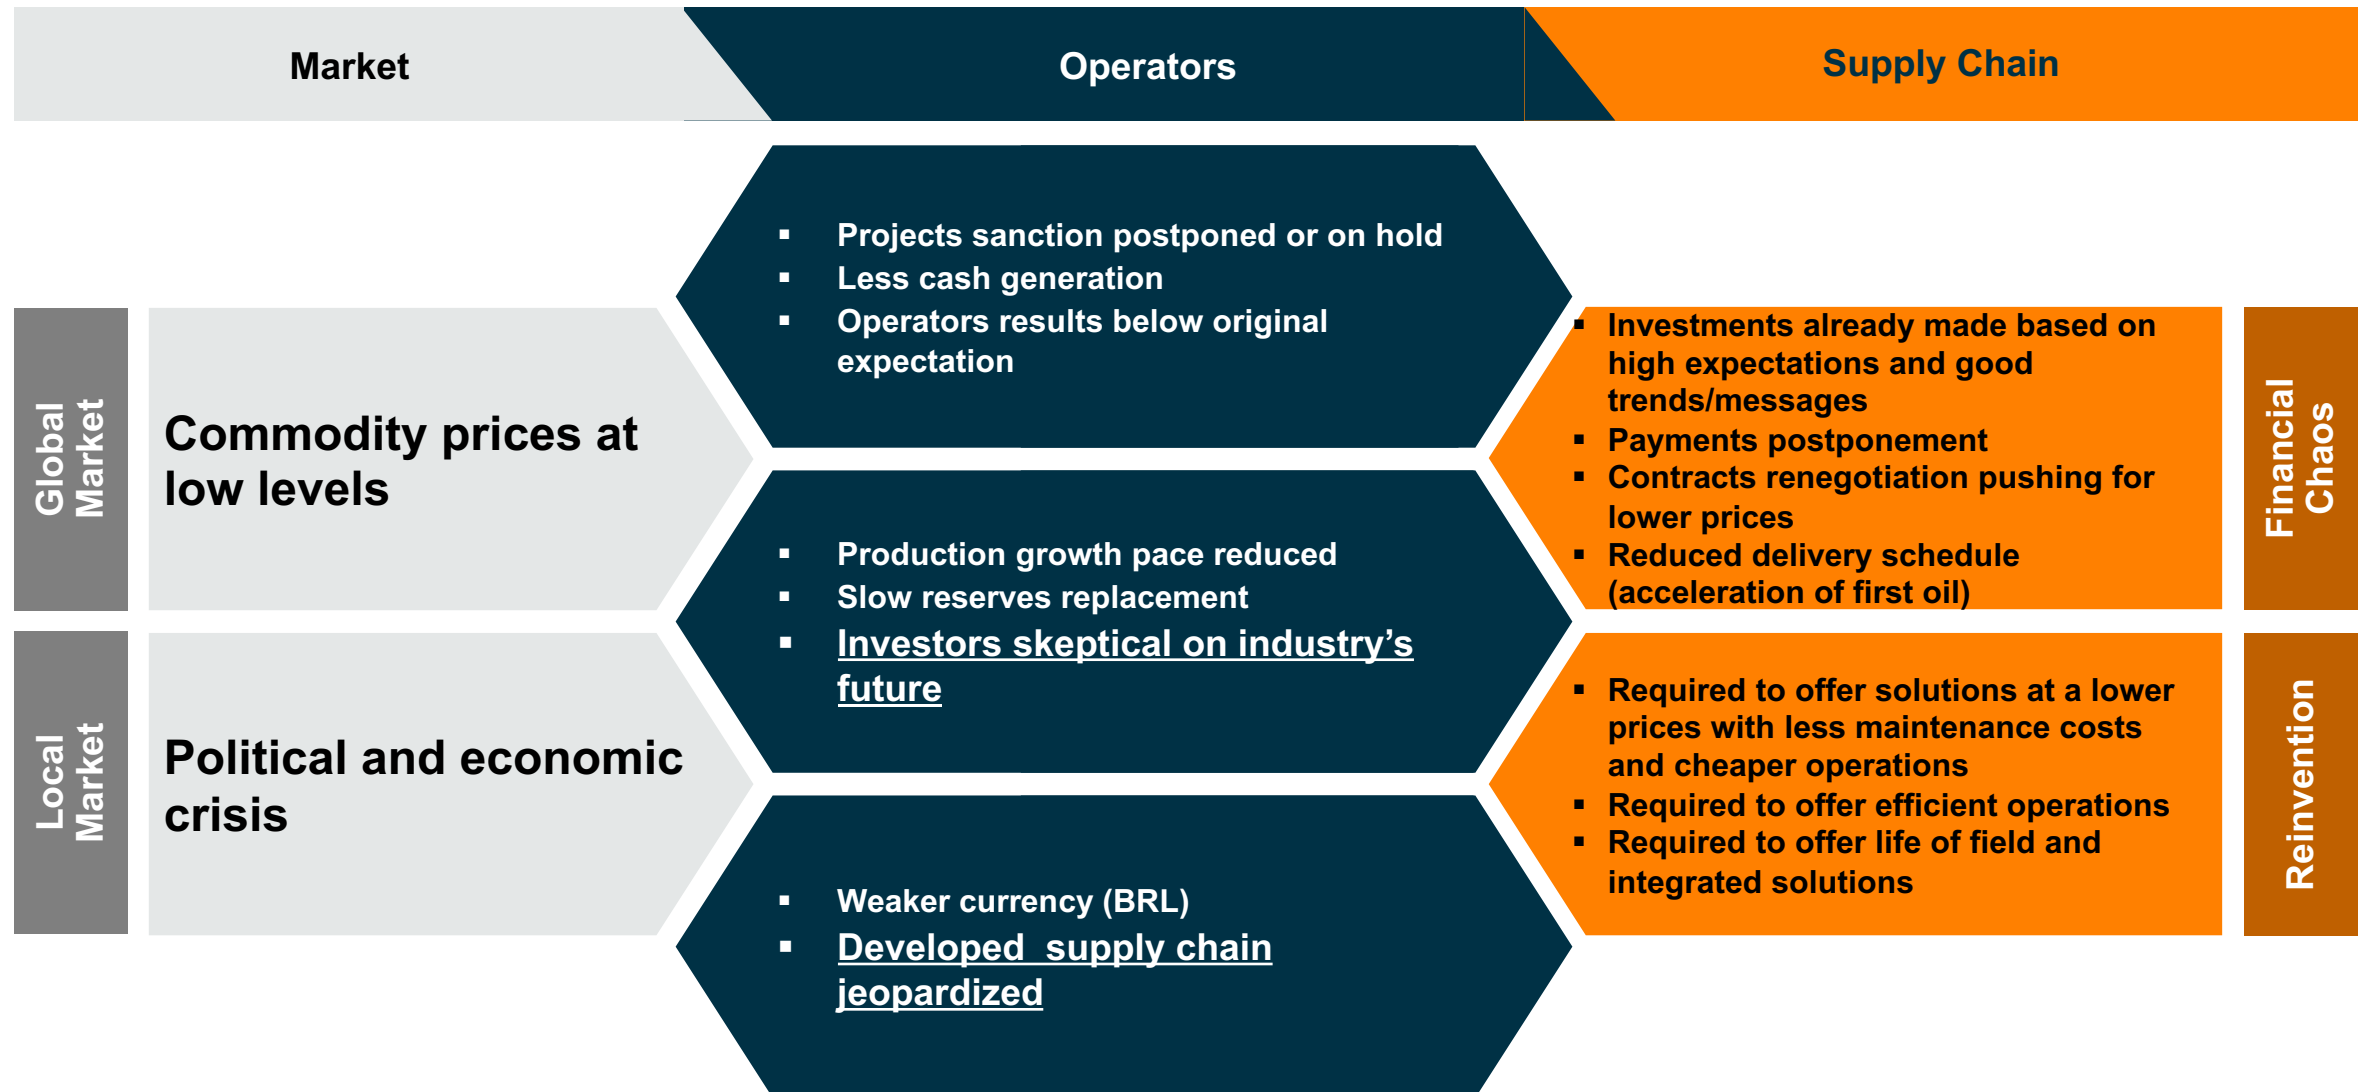 Market
Operators
Supply Chain
Global
Market
Commodity prices at
low levels
Local
Market
Political and economic
crisis
▪ Projects sanction postponed or on hold
▪ Less cash generation
▪ Operators results below original
expectation
▪ Production growth pace reduced
▪ Slow reserves replacement
▪ Investors skeptical on industry’s
future
▪ Weaker currency (BRL)
▪ Developed  supply chain
jeopardized
▪ Investments already made based on
high expectations and good
trends/messages
▪ Payments postponement
▪ Contracts renegotiation pushing for
lower prices
▪ Reduced delivery schedule
(acceleration of first oil)
Financial
Chaos
▪ Required to offer solutions at a lower
prices with less maintenance costs
and cheaper operations
▪ Required to offer efficient operations
▪ Required to offer life of field and
integrated solutions
Reinvention